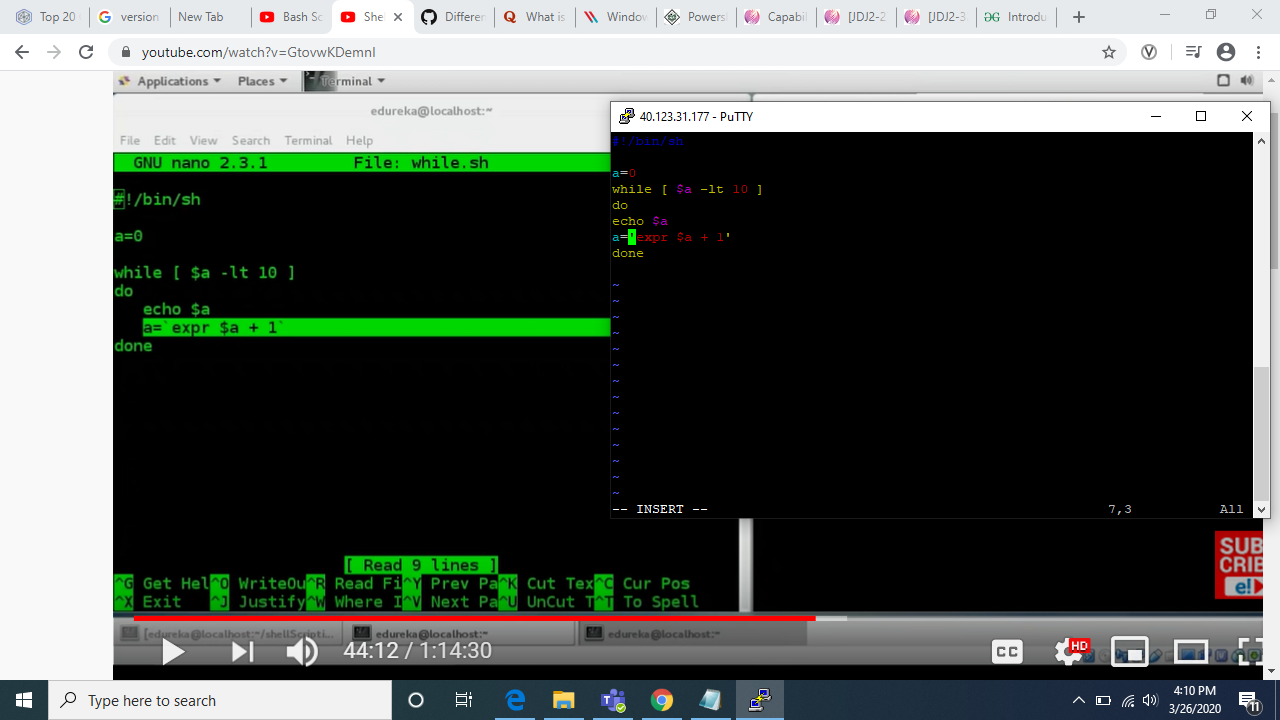 Top 20
version
New Tab
Bash Sc
She
Differen
What is
Window
Powers
Capab
[JDJ2-2
[JDJ2-3
Introdu
youtube.com/watch?v=GtovwKDemnI
Applications
Places
Terminal
edureka@localhost:~
File Edit View Search Terminal Help
GNU nano 2.3.1 File: while.sh
#!/bin/sh
a=0
while [ $a -lt 10 ]
do
echo $a
a=`expr $a + 1`
done
[ Read 9 lines ]
^G Get Hel ^O WriteOu ^R Read Fi ^Y Prev Pa ^K Cut Tex ^C Cur Pos
^X Exit ^J Justify ^W Where I ^V Next Pa ^U UnCut T ^T To Spell
40.123.31.177 - PuTTY
#!/bin/sh
a=0
while [ $a -lt 10 ]
do
echo $a
a='expr $a + 1'
done
~
~
~
~
~
~
~
~
~
~
~
~
~
~
-- INSERT -- 7,3 All
SUB
CRIBE
e!
[edureka@localhost:~/shellScripti...
edureka@localhost:~
edureka@localhost:~
44:12 / 1:14:30
CC
HD
Type here to search
4:10 PM
3/26/2020
11